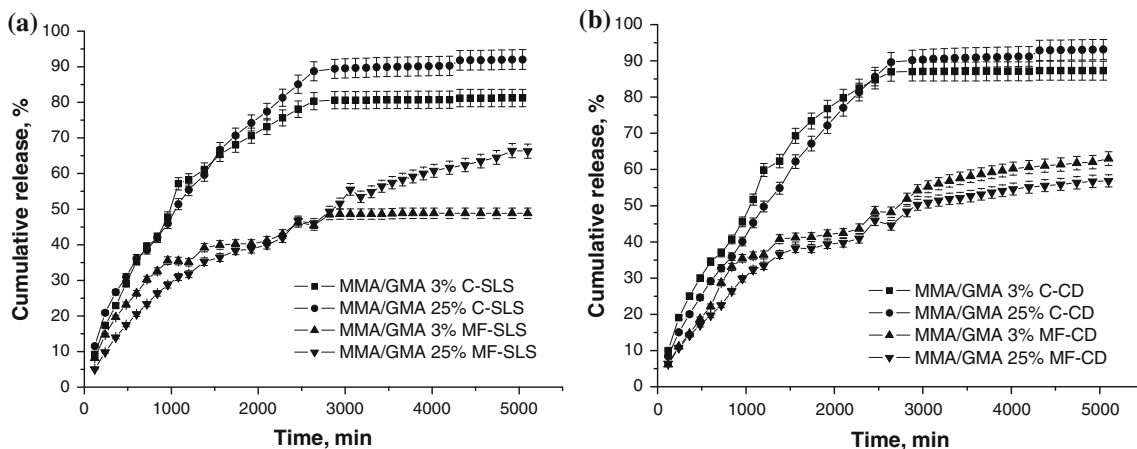 (a)
100
90
80
70
60
50
40
30
20
10
0
Cumulative release, %
MMA/GMA 3% C-SLS
MMA/GMA 25% C-SLS
MMA/GMA 3% MF-SLS
MMA/GMA 25% MF-SLS
0 1000 2000 3000 4000 5000
Time, min
(b)
100
90
80
70
60
50
40
30
20
10
0
Cumulative release, %
MMA/GMA 3% C-CD
MMA/GMA 25% C-CD
MMA/GMA 3% MF-CD
MMA/GMA 25% MF-CD
0 1000 2000 3000 4000 5000
Time, min